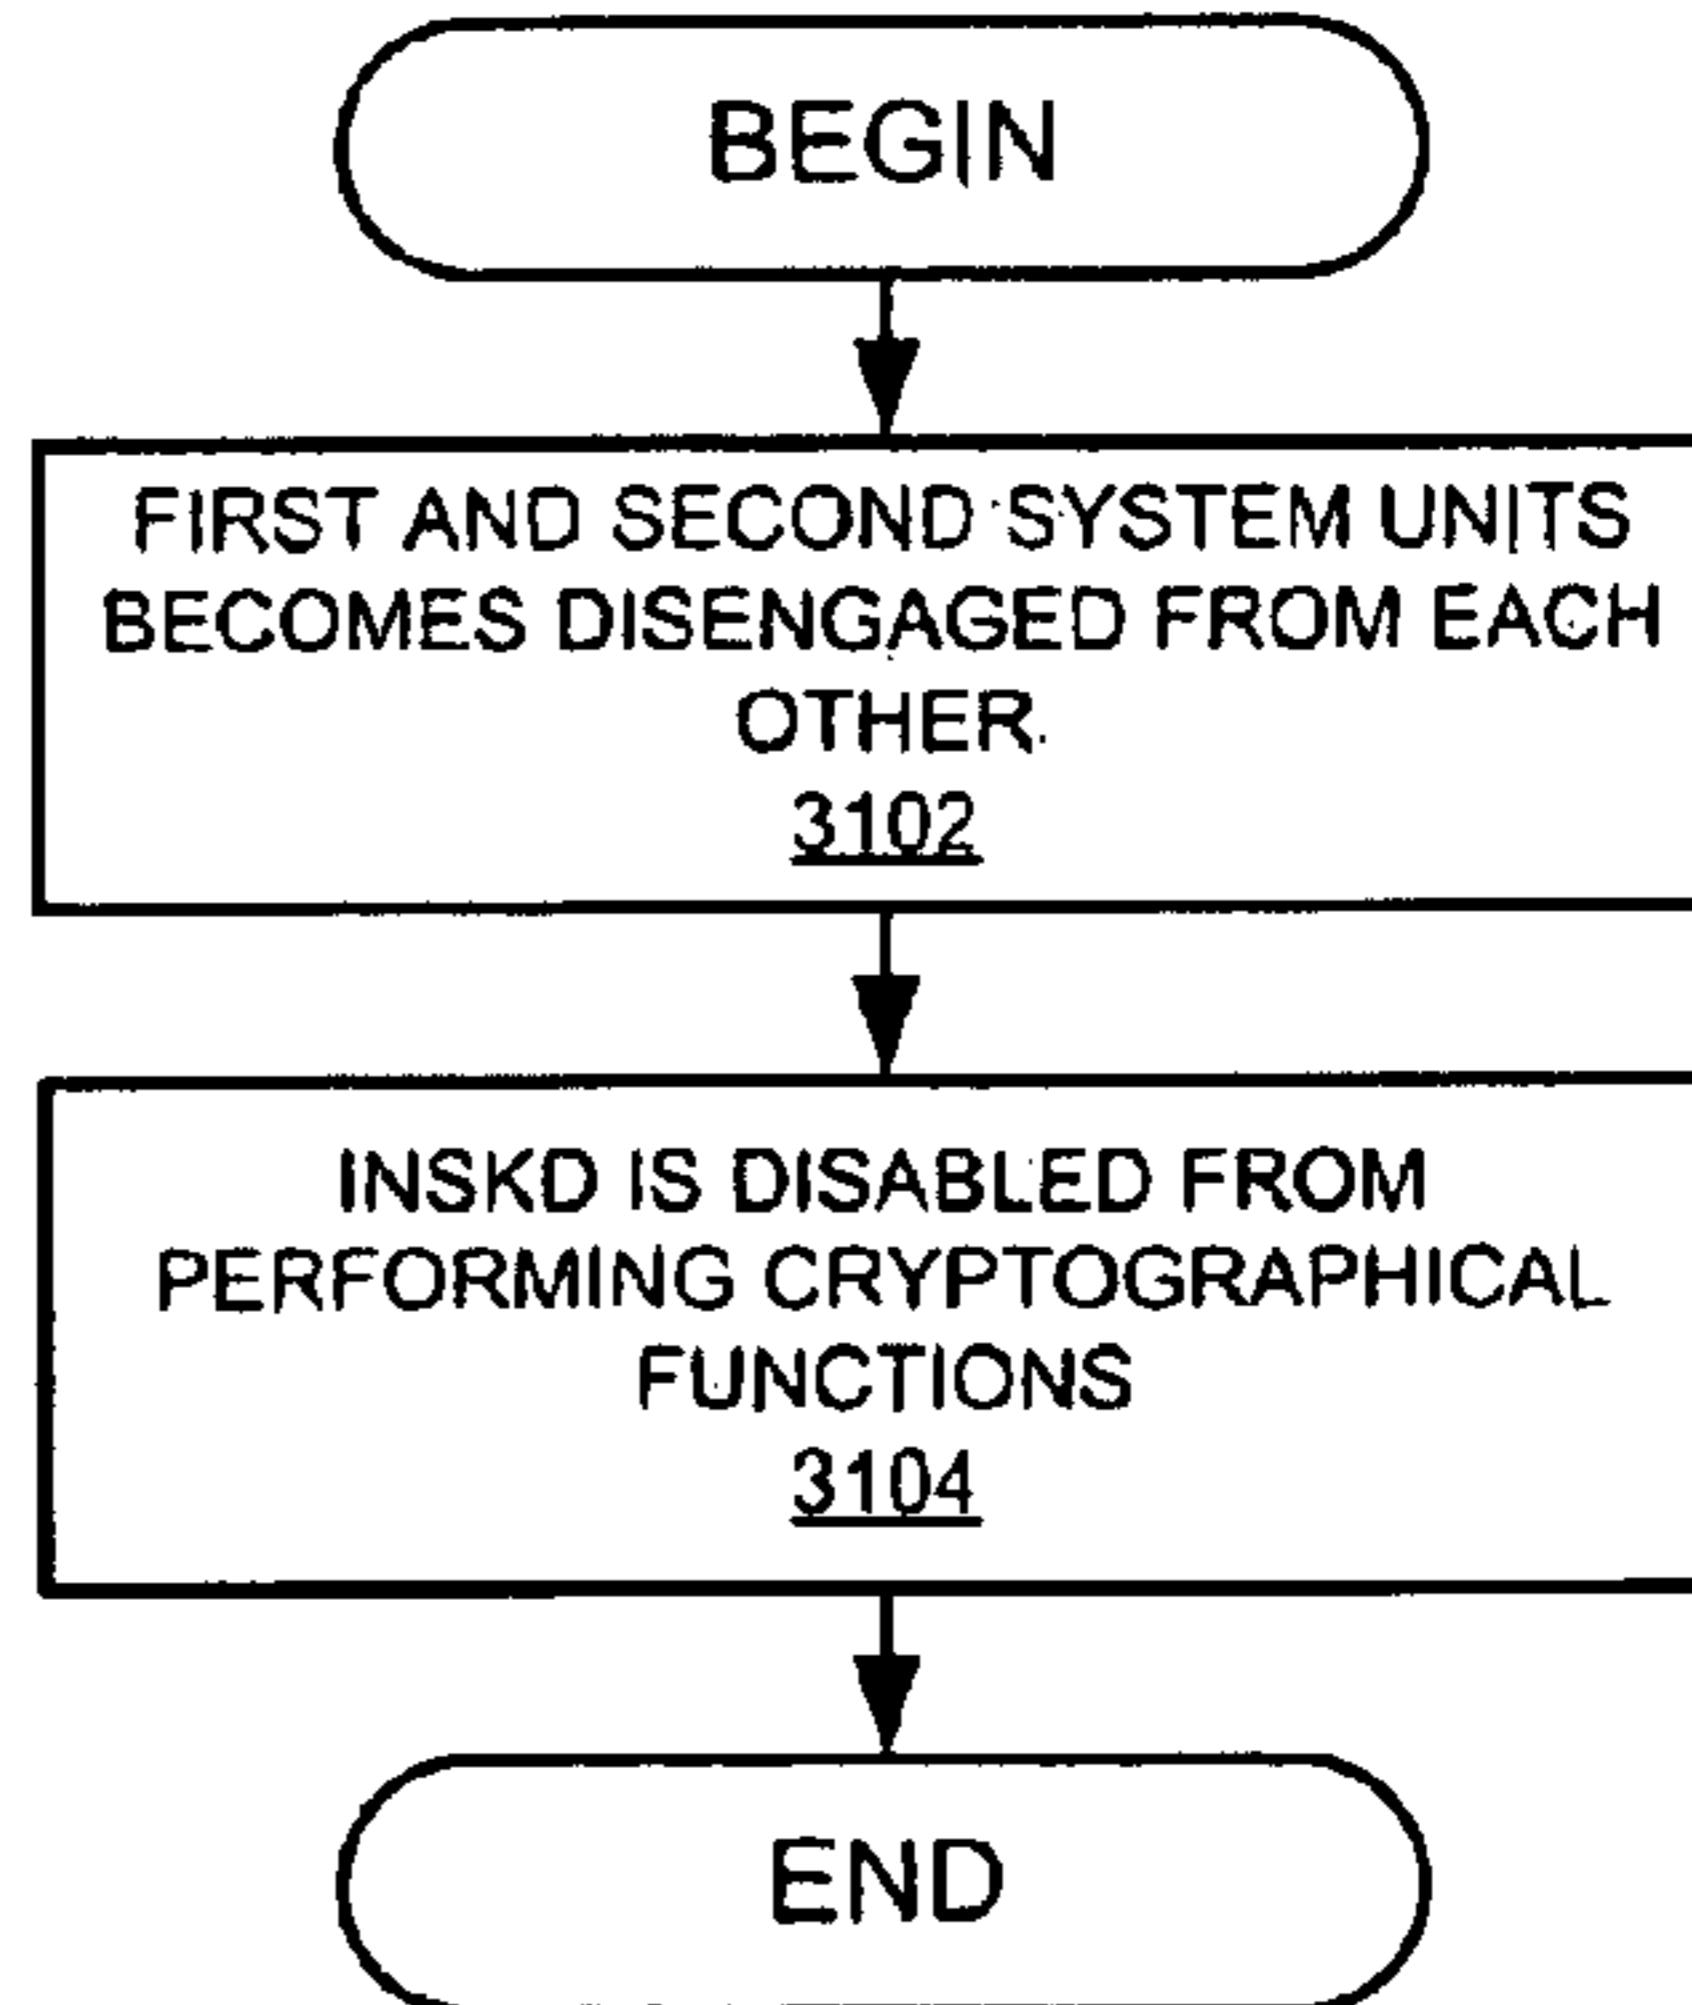 BEGIN
FIRST AND SECOND SYSTEM UNITS
BECOMES DISENGAGED FROM EACH
OTHER.
3102
INSKD IS DISABLED FROM
PERFORMING CRYPTOGRAPHICAL
FUNCTIONS
3104
END